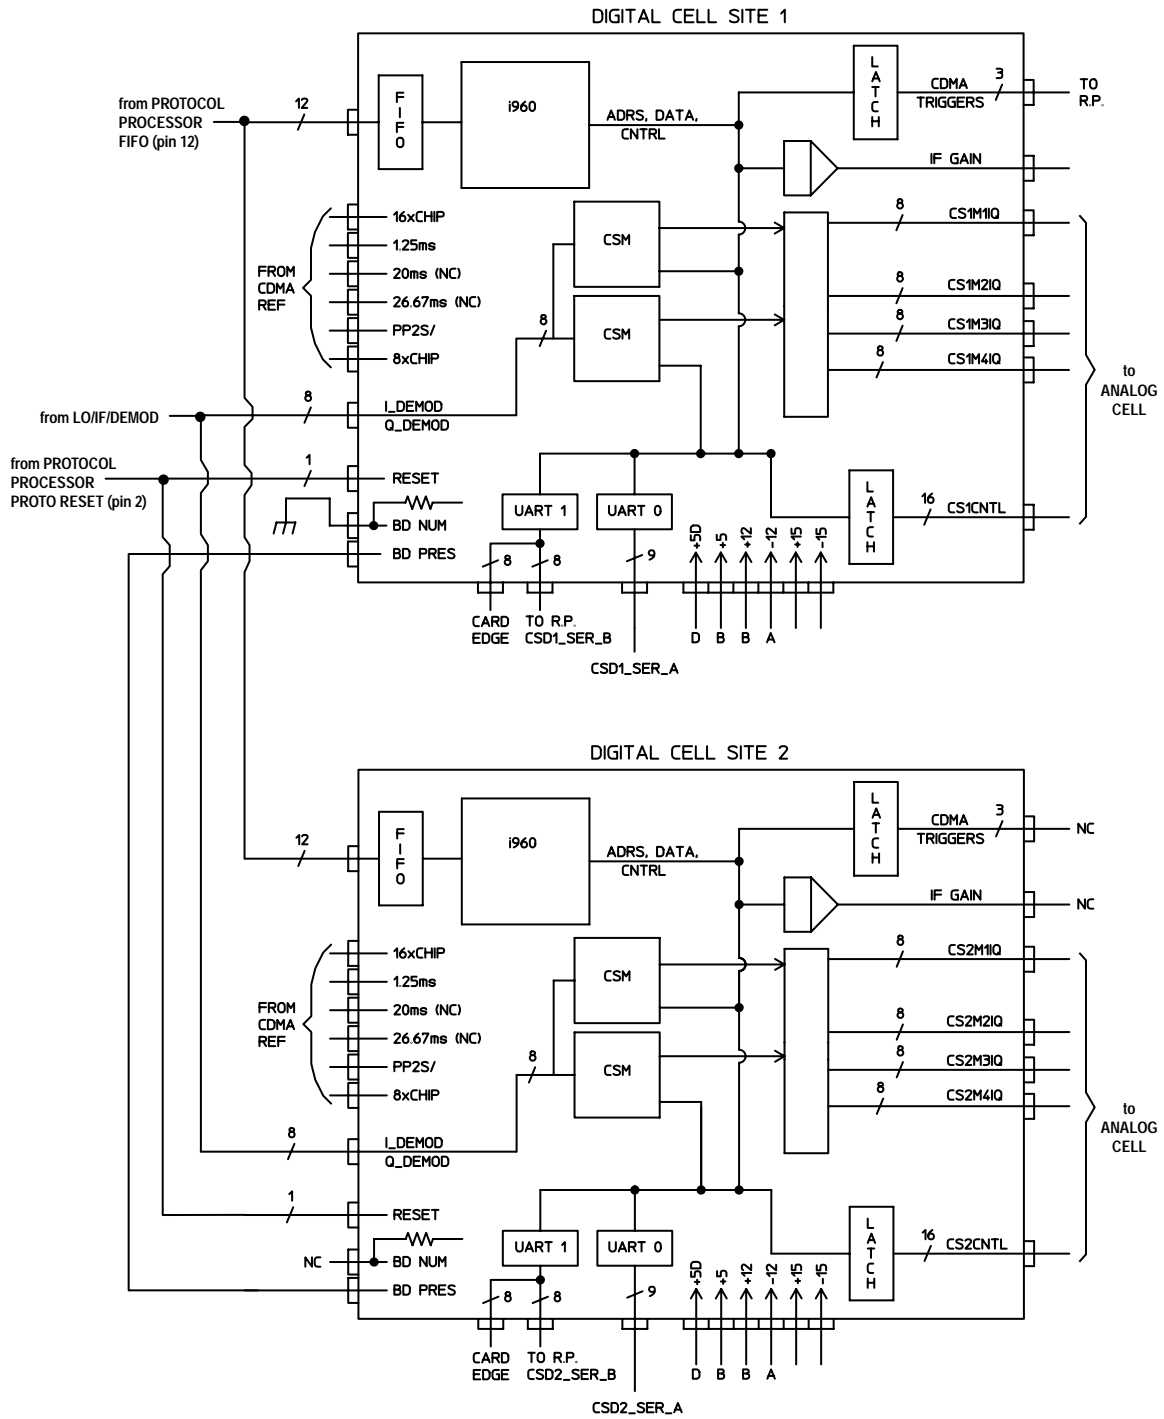 DIGITAL CELL SITE 1
from PROTOCOL
PROCESSOR
FIFO (pin 12)
12
FIFO
i960
ADRS, DATA,
CNTRL
LATCH
CDMA
TRIGGERS
3
TO
R.P.
IF GAIN
FROM
CDMA
REF
16xCHIP
1.25ms
20ms (NC)
26.67ms (NC)
PP2S/
8xCHIP
CSM
CSM
8
8
CS1M1IQ
8
CS1M2IQ
8
CS1M3IQ
8
CS1M4IQ
to
ANALOG
CELL
from LO/IF/DEMOD
8
I_DEMOD
Q_DEMOD
from PROTOCOL
PROCESSOR
PROTO RESET (pin 2)
1
RESET
BD NUM
BD PRES
UART 1
UART 0
8
8
9
+5D
+5
+12
-12
+15
-15
LATCH
16
CS1CNTL
CARD
EDGE
TO R.P.
CSD1_SER_B
D
B
B
A
CSD1_SER_A
DIGITAL CELL SITE 2
12
FIFO
i960
ADRS, DATA,
CNTRL
LATCH
CDMA
TRIGGERS
3
NC
IF GAIN
NC
FROM
CDMA
REF
16xCHIP
1.25ms
20ms (NC)
26.67ms (NC)
PP2S/
8xCHIP
CSM
CSM
8
8
CS2M1IQ
8
CS2M2IQ
8
CS2M3IQ
8
CS2M4IQ
to
ANALOG
CELL
8
I_DEMOD
Q_DEMOD
1
RESET
NC
BD NUM
BD PRES
UART 1
UART 0
8
8
9
+5D
+5
+12
-12
+15
-15
LATCH
16
CS2CNTL
CARD
EDGE
TO R.P.
CSD2_SER_B
D
B
B
A
CSD2_SER_A